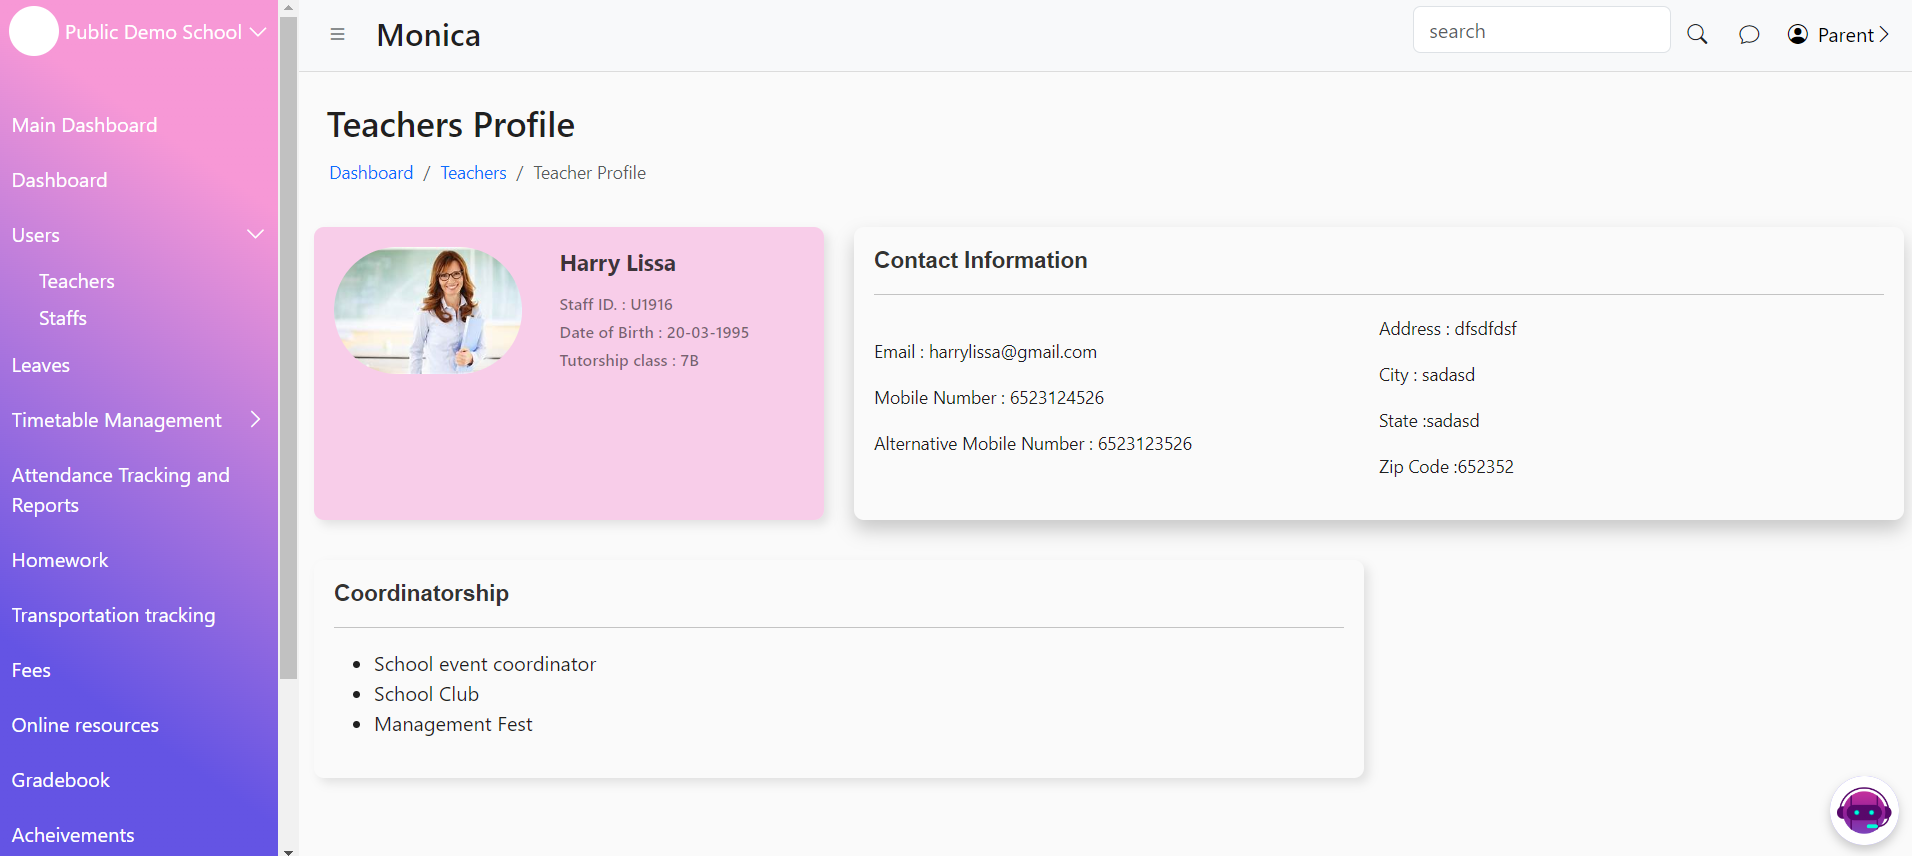 Public Demo School
Main Dashboard
Dashboard
Users
Teachers
Staffs
Leaves
Timetable Management
Attendance Tracking and
Reports
Homework
Transportation tracking
Fees
Online resources
Gradebook
Acheivements
Monica
search
Parent
Teachers Profile
Dashboard / Teachers / Teacher Profile
Harry Lissa
Staff ID. : U1916
Date of Birth : 20-03-1995
Tutorship class : 7B
Contact Information
Email : harrylissa@gmail.com
Mobile Number : 6523124526
Alternative Mobile Number : 6523123526
Address : dfsdfdsf
City : sadasd
State :sadasd
Zip Code :652352
Coordinatorship
School event coordinator
School Club
Management Fest